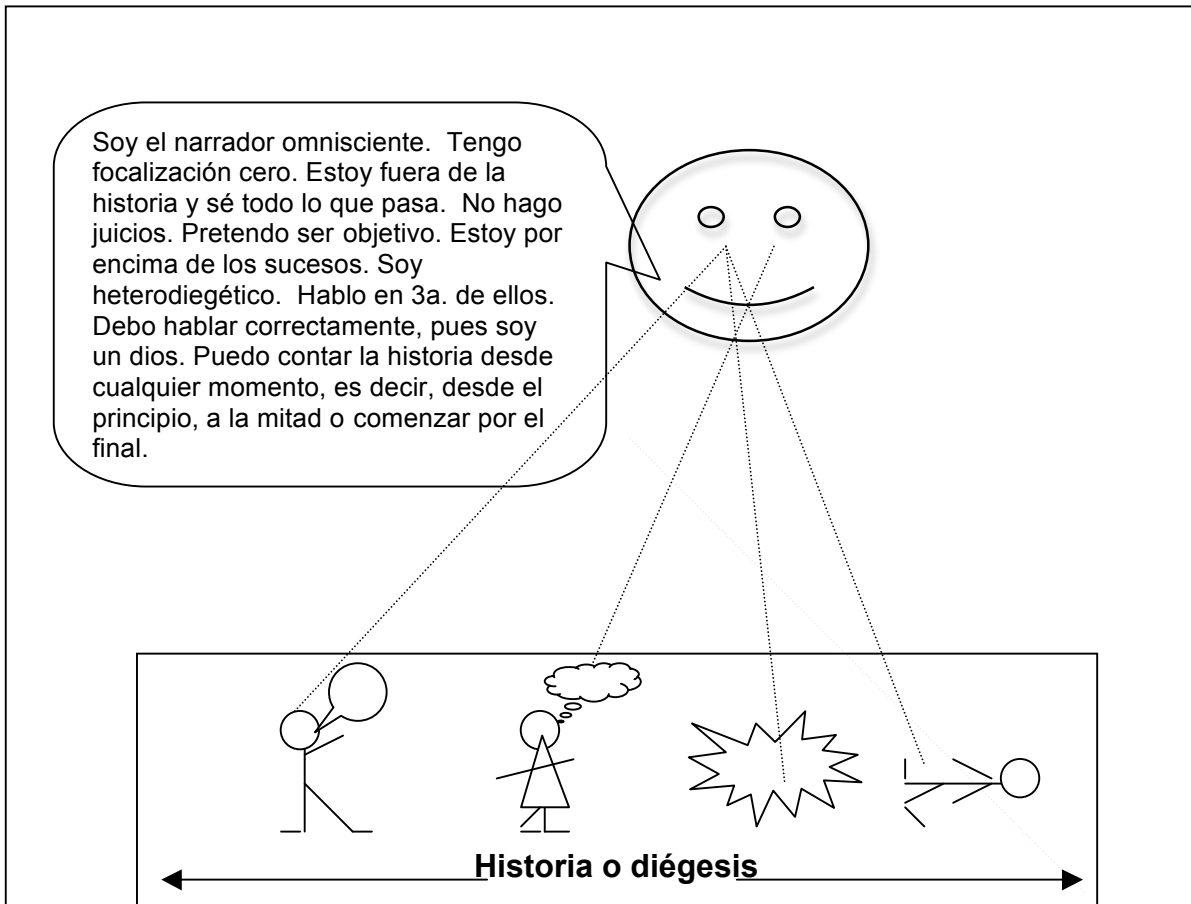 Soy el narrador omnisciente.  Tengo
focalización cero. Estoy fuera de la
historia y sé todo lo que pasa.  No hago
juicios. Pretendo ser objetivo. Estoy por
encima de los sucesos. Soy
heterodiegético.  Hablo en 3a. de ellos.
Debo hablar correctamente, pues soy
un dios. Puedo contar la historia desde
cualquier momento, es decir, desde el
principio, a la mitad o comenzar por el
final.
Historia o diégesis